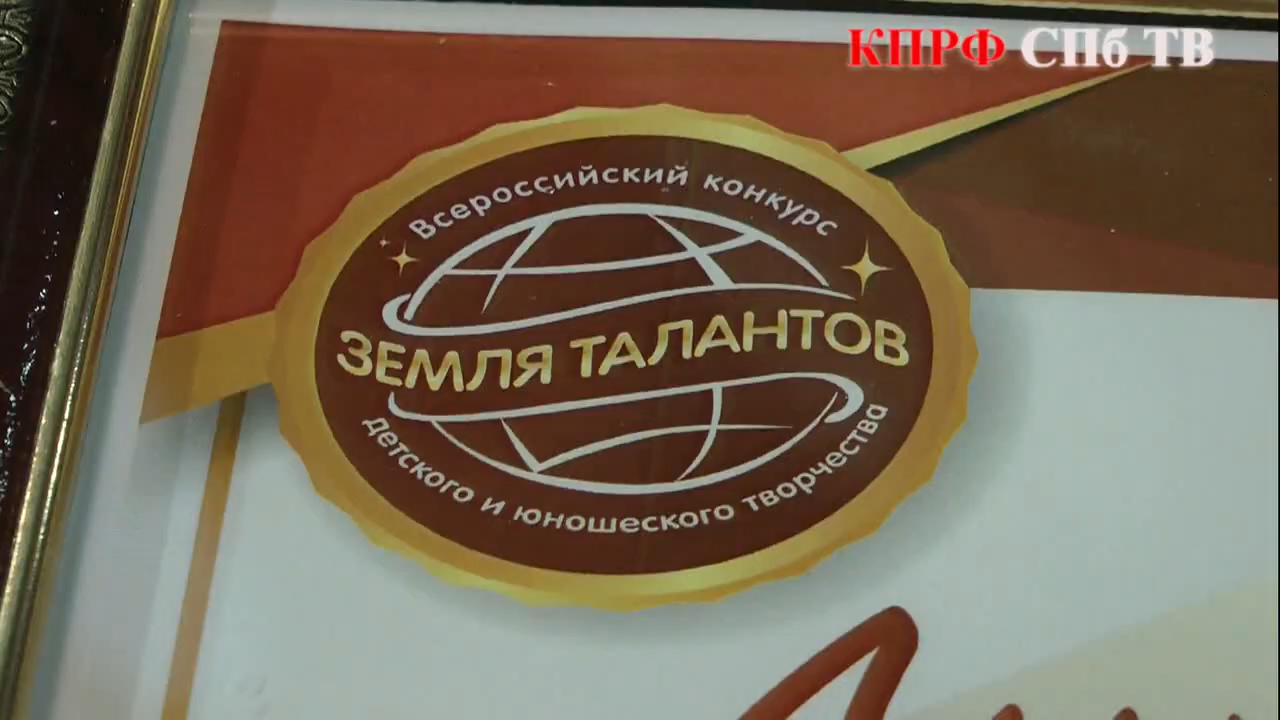 КПРФ СПб ТВ
Всероссийский конкурс
ЗЕМЛЯ ТАЛАНТОВ
детского и юношеского творчества